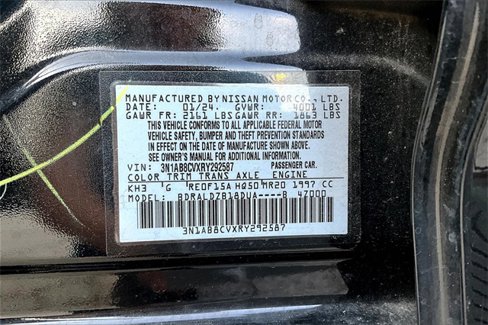 MANUFACTURED BY NISSAN MOTOR CO., LTD.
DATE: 01/24 GVWR: 4001 LBS
GAWR FR: 2161 LBS GAWR RR: 1863 LBS
THIS VEHICLE CONFORMS TO ALL APPLICABLE FEDERAL MOTOR
VEHICLE SAFETY, BUMPER AND THEFT PREVENTION STANDARDS
IN EFFECT ON THE DATE OF MANUFACTURE SHOWN ABOVE.
SEE OWNER'S MANUAL FOR ADDITIONAL INFORMATION
VIN: 3N1AB8CVXRY292587 PASSENGER CAR.
COLOR TRIM TRANS AXLE ENGINE
KH3 G RE0F15A HQ50 MR20 1997 CC
MODEL: BDRALDZB18DUA----B 4Z000
3N1AB8CVXRY292587